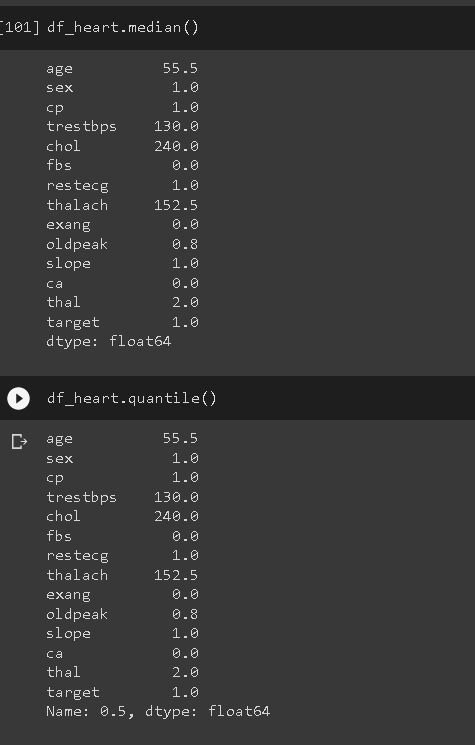 [101] df_heart.median()
age 55.5
sex 1.0
cp 1.0
trestbps 130.0
chol 240.0
fbs 0.0
restecg 1.0
thalach 152.5
exang 0.0
oldpeak 0.8
slope 1.0
ca 0.0
thal 2.0
target 1.0
dtype: float64
df_heart.quantile()
age 55.5
sex 1.0
cp 1.0
trestbps 130.0
chol 240.0
fbs 0.0
restecg 1.0
thalach 152.5
exang 0.0
oldpeak 0.8
slope 1.0
ca 0.0
thal 2.0
target 1.0
Name: 0.5, dtype: float64